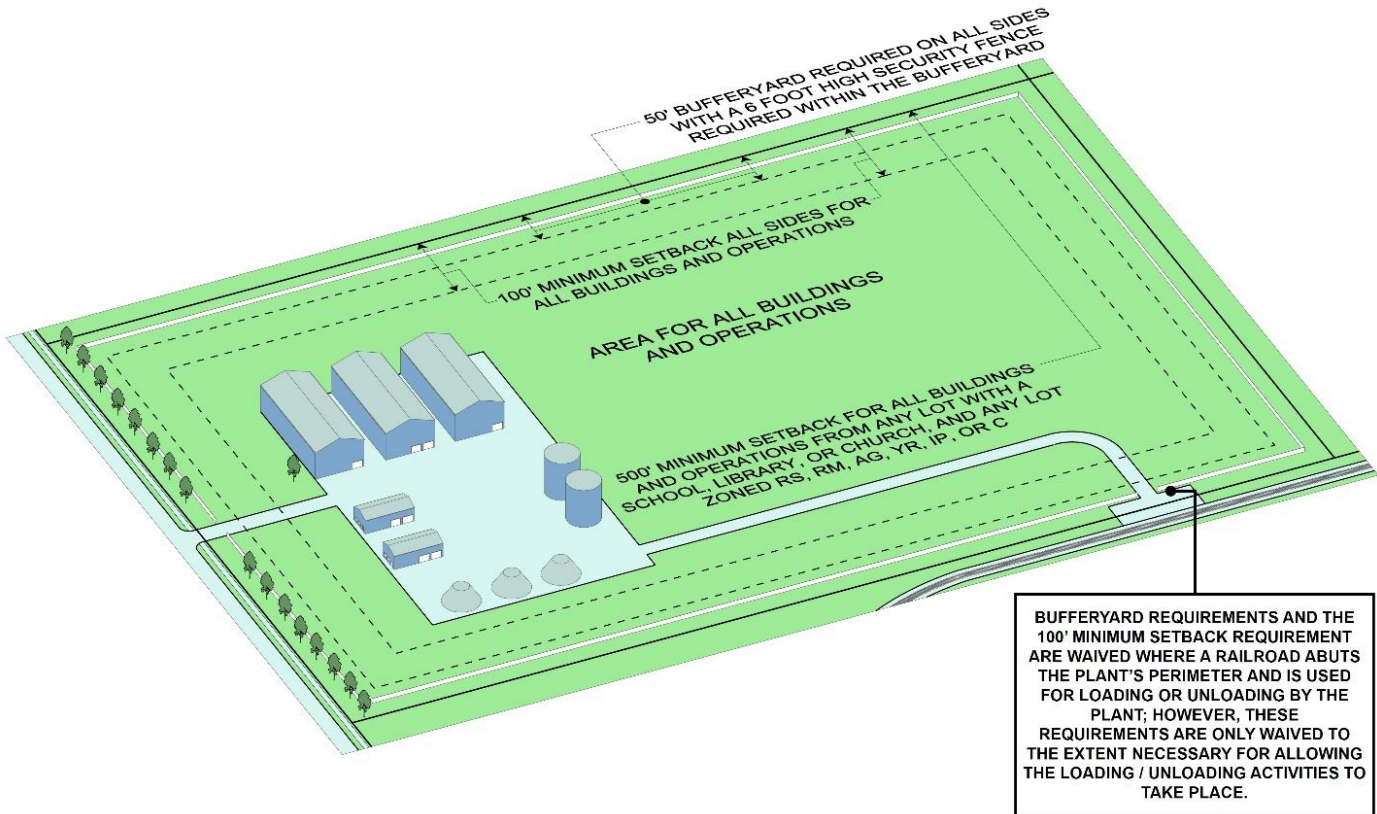 50' BUFFERYARD REQUIRED ON ALL SIDES
WITH A 6 FOOT HIGH SECURITY FENCE
REQUIRED WITHIN THE BUFFERYARD
100' MINIMUM SETBACK ALL SIDES FOR
ALL BUILDINGS AND OPERATIONS
AREA FOR ALL BUILDINGS
AND OPERATIONS
500' MINIMUM SETBACK FOR ALL BUILDINGS
AND OPERATIONS FROM ANY LOT WITH A
SCHOOL, LIBRARY, OR CHURCH, AND ANY LOT
ZONED RS, RM, AG, YR, IP, OR C
BUFFERYARD REQUIREMENTS AND THE
100' MINIMUM SETBACK REQUIREMENT
ARE WAIVED WHERE A RAILROAD ABUTS
THE PLANT'S PERIMETER AND IS USED
FOR LOADING OR UNLOADING BY THE
PLANT; HOWEVER, THESE
REQUIREMENTS ARE ONLY WAIVED TO
THE EXTENT NECESSARY FOR ALLOWING
THE LOADING / UNLOADING ACTIVITIES TO
TAKE PLACE.